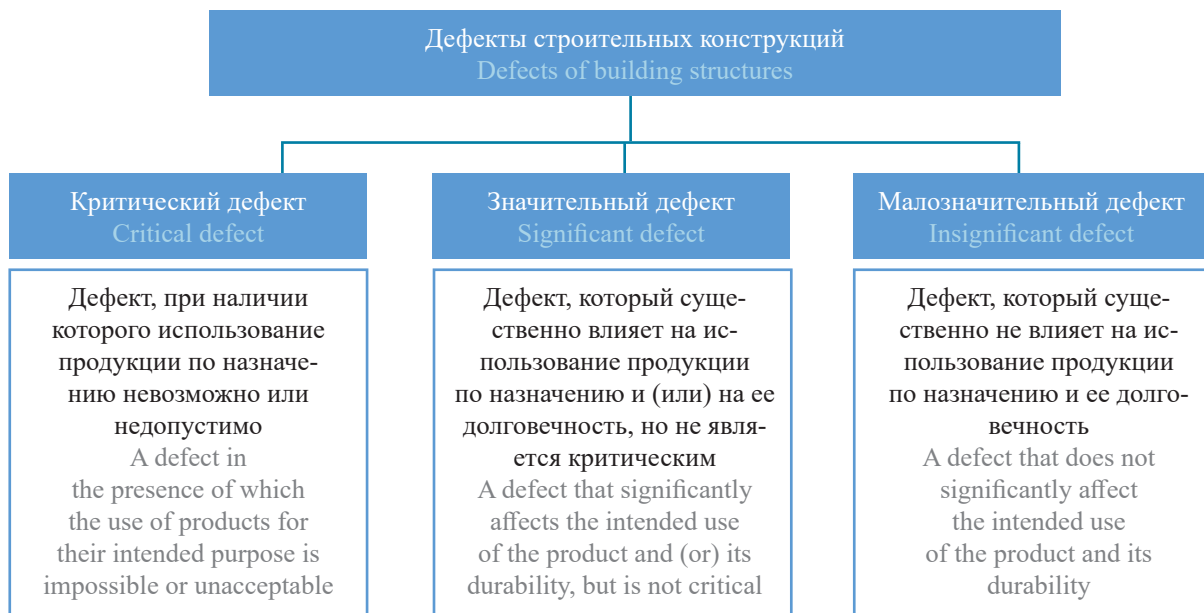 Дефекты строительных конструкций
Defects of building structures
Критический дефект
Critical defect
Дефект, при наличии
которого использование
продукции по назначе-
нию невозможно или
недопустимо
A defect in
the presence of which
the use of products for
their intended purpose is
impossible or unacceptable
Значительный дефект
Significant defect
Дефект, который суще-
ственно влияет на ис-
пользование продукции
по назначению и (или) на ее
долговечность, но не явля-
ется критическим
A defect that significantly
affects the intended use
of the product and (or) its
durability, but is not critical
Малозначительный дефект
Insignificant defect
Дефект, который суще-
ственно не влияет на ис-
пользование продукции
по назначению и ее долго-
вечность
A defect that does not
significantly affect
the intended use
of the product and its
durability